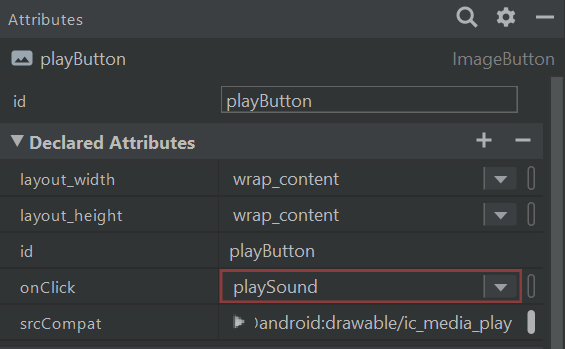 Attributes
playButton ImageButton
id playButton
Declared Attributes
layout_width wrap_content
layout_height wrap_content
id playButton
onClick playSound
srcCompat android:drawable/ic_media_play